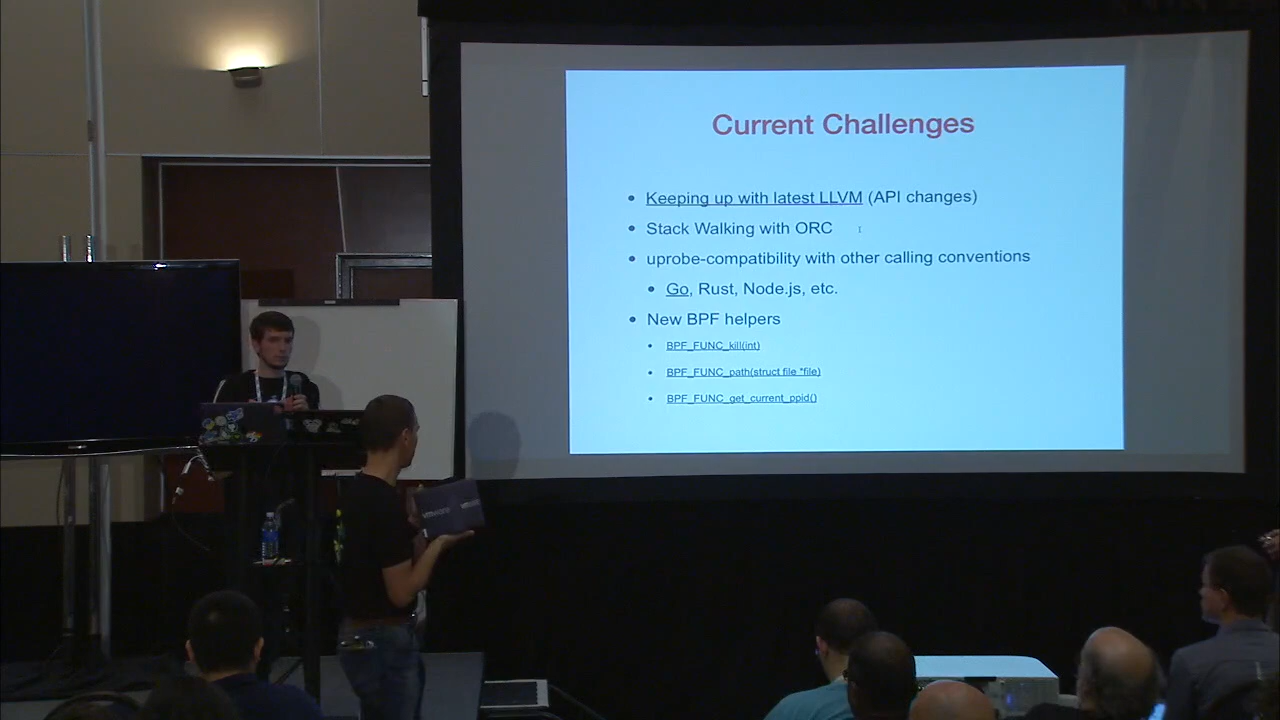 Current Challenges
Keeping up with latest LLVM (API changes)
Stack Walking with ORC
uprobe-compatibility with other calling conventions
Go, Rust, Node.js, etc.
New BPF helpers
BPF_FUNC_kill(int)
BPF_FUNC_path(struct file *file)
BPF_FUNC_get_current_ppid()
vmware